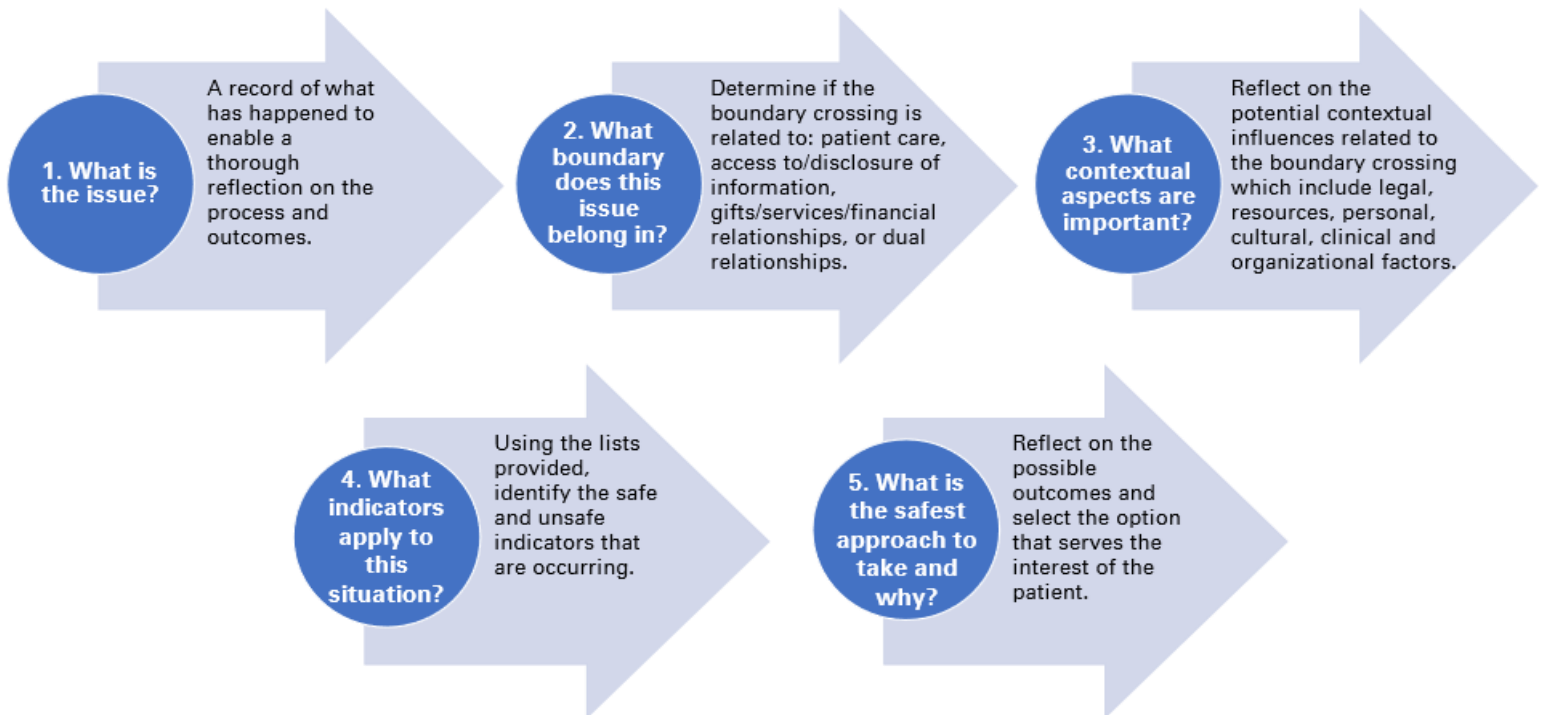 1. What is
the issue?
A record of what
has happened to
enable a
thorough
reflection on the
process and
outcomes.
2. What
boundary
does this
issue
belong in?
Determine if the
boundary crossing is
related to: patient care,
access to/disclosure of
information,
gifts/services/financial
relationships, or dual
relationships.
3. What
contextual
aspects are
important?
Reflect on the
potential contextual
influences related to
the boundary crossing
which include legal,
resources, personal,
cultural, clinical and
organizational factors.
4. What
indicators
apply to
this
situation?
Using the lists
provided,
identify the safe
and unsafe
indicators that
are occurring.
5. What is
the safest
approach to
take and
why?
Reflect on the
possible
outcomes and
select the option
that serves the
interest of the
patient.